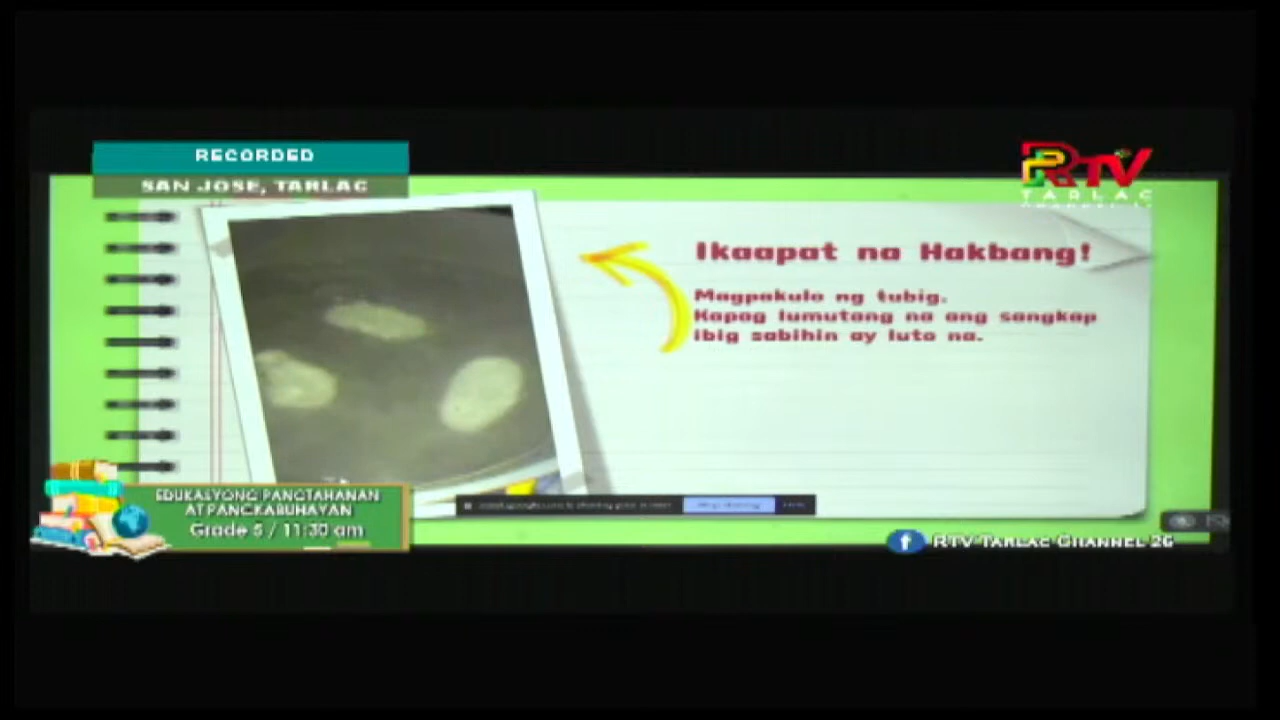 RECORDED
SAN JOSE, TARLAC
RTV
TARLAC
Ikaapat na Hakbang!
Magpakulo ng tubig.
Kapag lumutang na ang sangkap
ibig sabihin ay luto na.
EDUKASYONG PANGTAHANAN
AT PANGKABUHAYAN
Grade 5 / 11:30 am
RTV Tarlac Channel 26